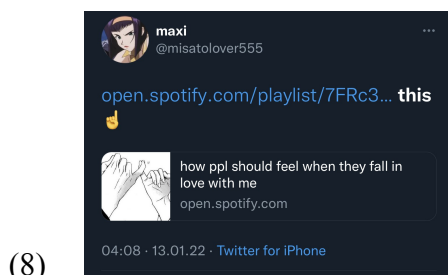 maxi
@misatolover555
open.spotify.com/playlist/7FRc3... this
☝️
how ppl should feel when they fall in
love with me
open.spotify.com
04:08 · 13.01.22 · Twitter for iPhone
(8)